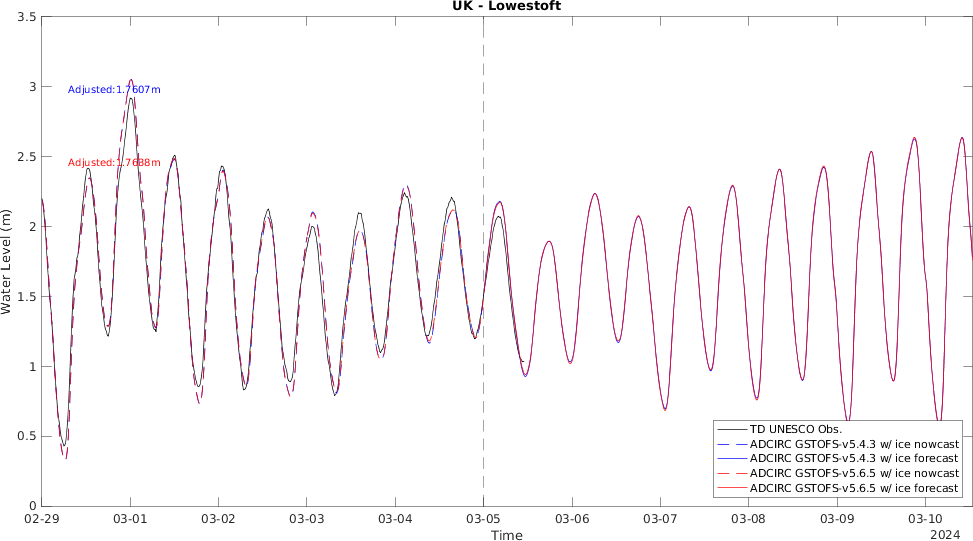 UK - Lowestoft
3.5
3
2.5
2
1.5
1
0.5
0
Water Level (m)
Adjusted:1.7607m
Adjusted:1.7688m
TD UNESCO Obs.
ADCIRC GSTOFS-v5.4.3 w/ ice nowcast
ADCIRC GSTOFS-v5.4.3 w/ ice forecast
ADCIRC GSTOFS-v5.6.5 w/ ice nowcast
ADCIRC GSTOFS-v5.6.5 w/ ice forecast
02-29 03-01 03-02 03-03 03-04 03-05 03-06 03-07 03-08 03-09 03-10
Time
2024